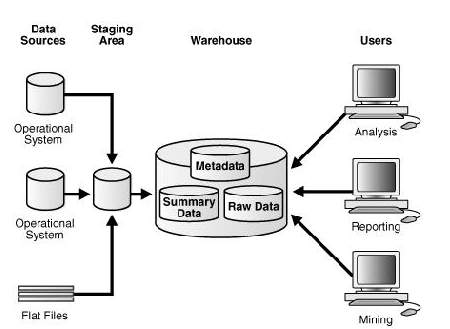 Data
Sources
Staging
Area
Warehouse
Users
Operational
System
Operational
System
Flat Files
Metadata
Summary
Data
Raw Data
Analysis
Reporting
Mining